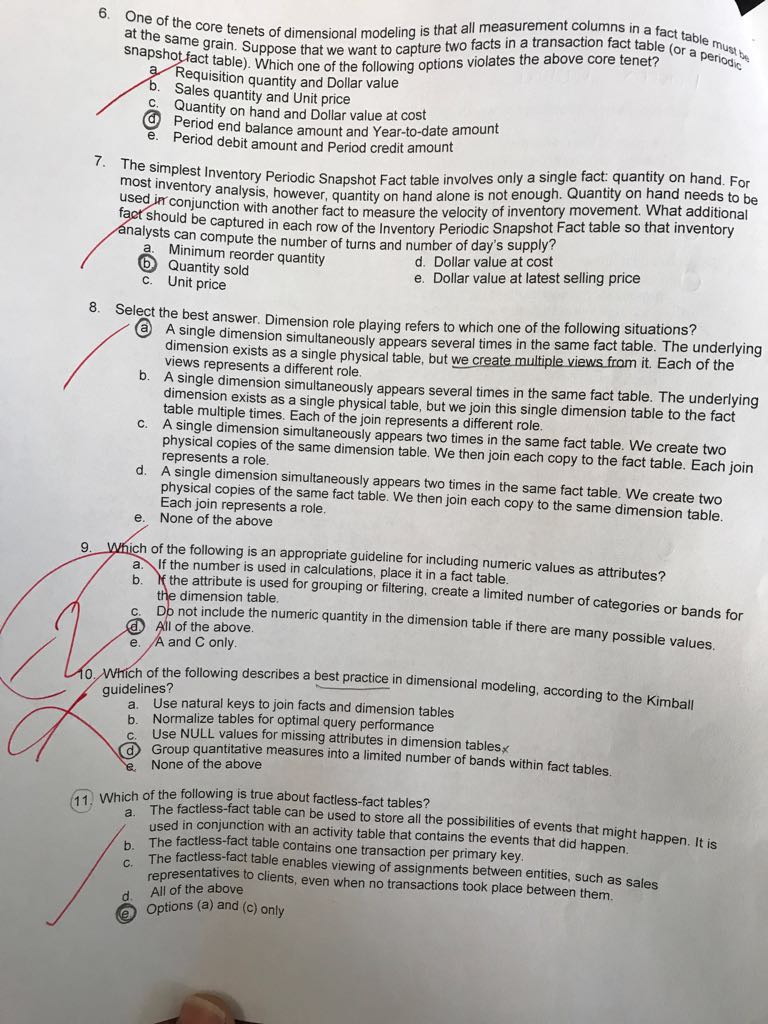 6. One of the core tenets of dimensional modeling is that all measurement columns in a fact table must be
at the same grain. Suppose that we want to capture two facts in a transaction fact table (or a periodic
snapshot fact table). Which one of the following options violates the above core tenet?
a. Requisition quantity and Dollar value
b. Sales quantity and Unit price
c. Quantity on hand and Dollar value at cost
d Period end balance amount and Year-to-date amount
e. Period debit amount and Period credit amount
7. The simplest Inventory Periodic Snapshot Fact table involves only a single fact: quantity on hand. For
most inventory analysis, however, quantity on hand alone is not enough. Quantity on hand needs to be
used in conjunction with another fact to measure the velocity of inventory movement. What additional
fact should be captured in each row of the Inventory Periodic Snapshot Fact table so that inventory
analysts can compute the number of turns and number of day's supply?
a. Minimum reorder quantity
d. Dollar value at cost
b. Quantity sold
e. Dollar value at latest selling price
c. Unit price
8. Select the best answer. Dimension role playing refers to which one of the following situations?
a A single dimension simultaneously appears several times in the same fact table. The underlying
dimension exists as a single physical table, but we create multiple views from it. Each of the
views represents a different role.
b. A single dimension simultaneously appears several times in the same fact table. The underlying
dimension exists as a single physical table, but we join this single dimension table to the fact
table multiple times. Each of the join represents a different role.
c. A single dimension simultaneously appears two times in the same fact table. We create two
physical copies of the same dimension table. We then join each copy to the fact table. Each join
represents a role.
d. A single dimension simultaneously appears two times in the same fact table. We create two
physical copies of the same fact table. We then join each copy to the same dimension table.
Each join represents a role.
e. None of the above
9. Which of the following is an appropriate guideline for including numeric values as attributes?
a. If the number is used in calculations, place it in a fact table.
b. If the attribute is used for grouping or filtering, create a limited number of categories or bands for
the dimension table.
c. Do not include the numeric quantity in the dimension table if there are many possible values.
d. All of the above.
e. A and C only.
-2
10. Which of the following describes a best practice in dimensional modeling, according to the Kimball
guidelines?
a. Use natural keys to join facts and dimension tables
b. Normalize tables for optimal query performance
c. Use NULL values for missing attributes in dimension tables
d Group quantitative measures into a limited number of bands within fact tables.
e. None of the above
11. Which of the following is true about factless-fact tables?
a. The factless-fact table can be used to store all the possibilities of events that might happen. It is
used in conjunction with an activity table that contains the events that did happen.
b. The factless-fact table contains one transaction per primary key.
c. The factless-fact table enables viewing of assignments between entities, such as sales
representatives to clients, even when no transactions took place between them.
d. All of the above
e. Options (a) and (c) only